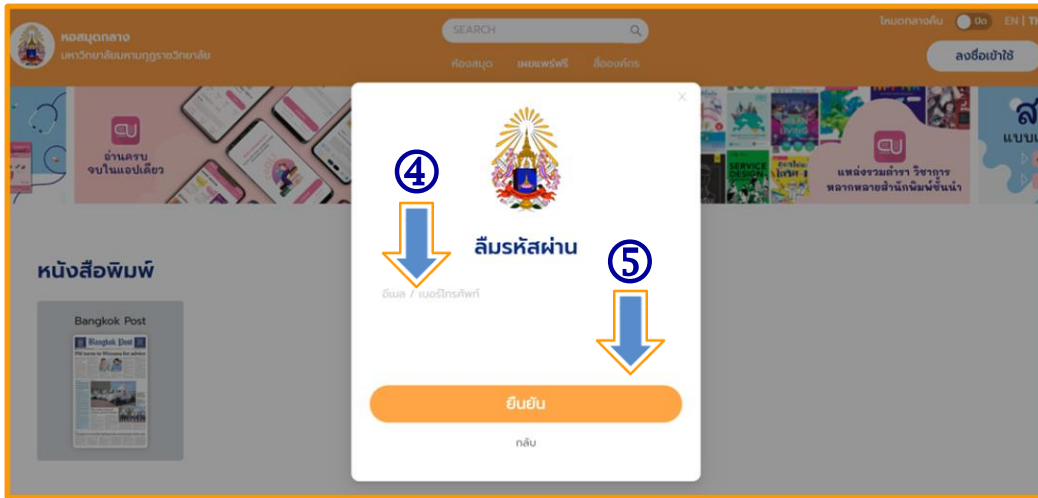 หอสมุดกลาง
มหาวิทยาลัยมหามกุฏราชวิทยาลัย
SEARCH
ห้องสมุด เผยแพร่ฟรี สื่อองค์กร
โหมดกลางคืน ปิด EN | TH
ลงชื่อเข้าใช้
อ่านครบ
จบในแอปเดียว
SERVICE
DESIGN
แหล่งรวมตำรา วิชาการ
หลากหลายสำนักพิมพ์ชั้นนำ
④
ลืมรหัสผ่าน
⑤
อีเมล / เบอร์โทรศัพท์
ยืนยัน
กลับ
หนังสือพิมพ์
Bangkok Post
Bangkok Post